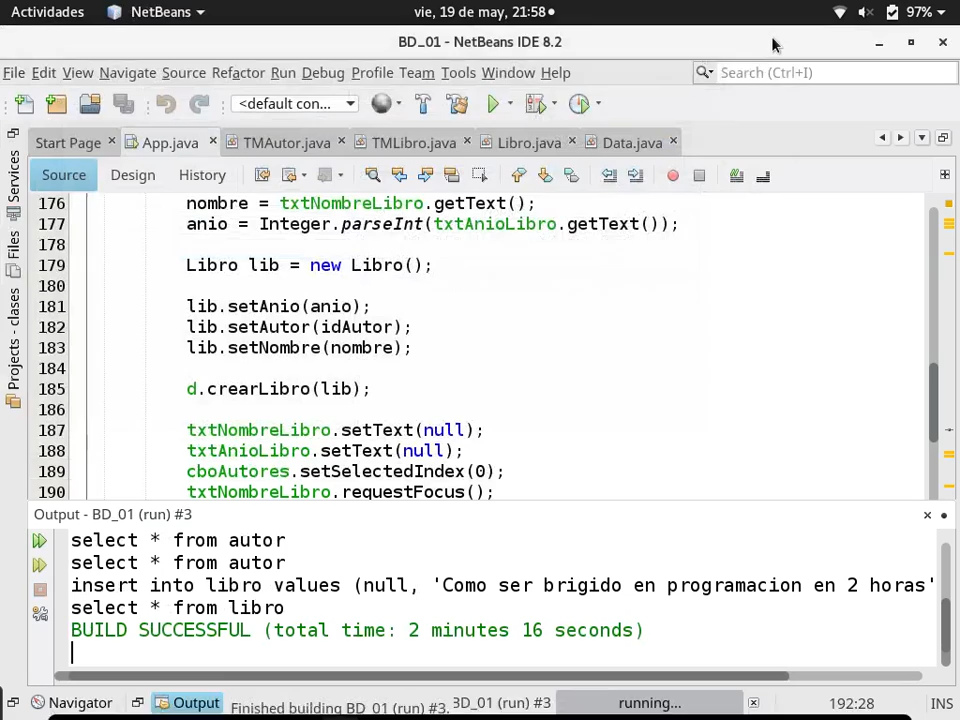 Actividades NetBeans vie, 19 de may, 21:58 97%
BD_01 - NetBeans IDE 8.2
File Edit View Navigate Source Refactor Run Debug Profile Team Tools Window Help Search (Ctrl+I)
<default con...
Start Page App.java TMAutor.java TMLibro.java Libro.java Data.java
Source Design History
Services
Files
Projects - clases
176 nombre = txtNombreLibro.getText();
177 anio = Integer.parseInt(txtAnioLibro.getText());
178
179 Libro lib = new Libro();
180
181 lib.setAnio(anio);
182 lib.setAutor(idAutor);
183 lib.setNombre(nombre);
184
185 d.crearLibro(lib);
186
187 txtNombreLibro.setText(null);
188 txtAnioLibro.setText(null);
189 cboAutores.setSelectedIndex(0);
190 txtNombreLibro.requestFocus();
Output - BD_01 (run) #3
select * from autor
select * from autor
insert into libro values (null, 'Como ser brigido en programacion en 2 horas'
select * from libro
BUILD SUCCESSFUL (total time: 2 minutes 16 seconds)
Navigator Output Finished building BD_01 (run) #3. BD_01 (run) #3 running... 192:28 INS